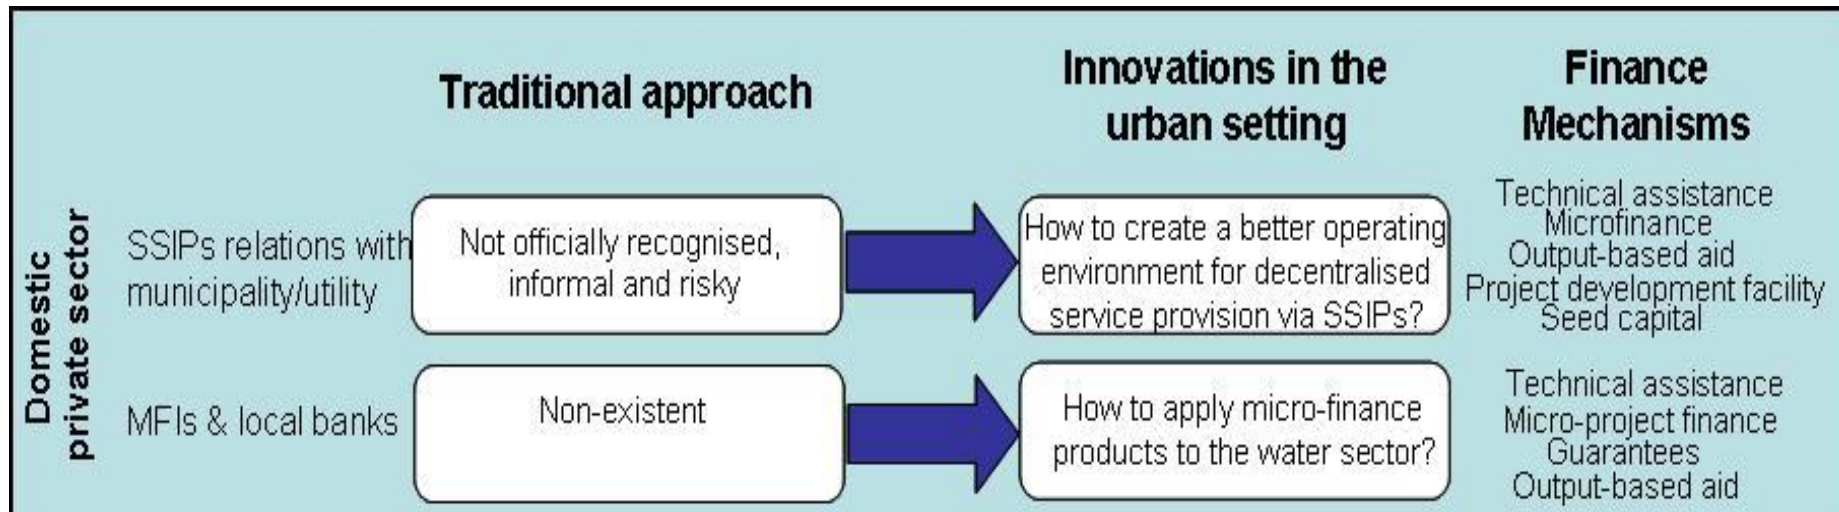 Traditional approach
Innovations in the
urban setting
Finance
Mechanisms
Domestic
private sector
SSIPs relations with
municipality/utility
Not officially recognised,
informal and risky
How to create a better operating
environment for decentralised
service provision via SSIPs?
Technical assistance
Microfinance
Output-based aid
Project development facility
Seed capital
MFIs & local banks
Non-existent
How to apply micro-finance
products to the water sector?
Technical assistance
Micro-project finance
Guarantees
Output-based aid